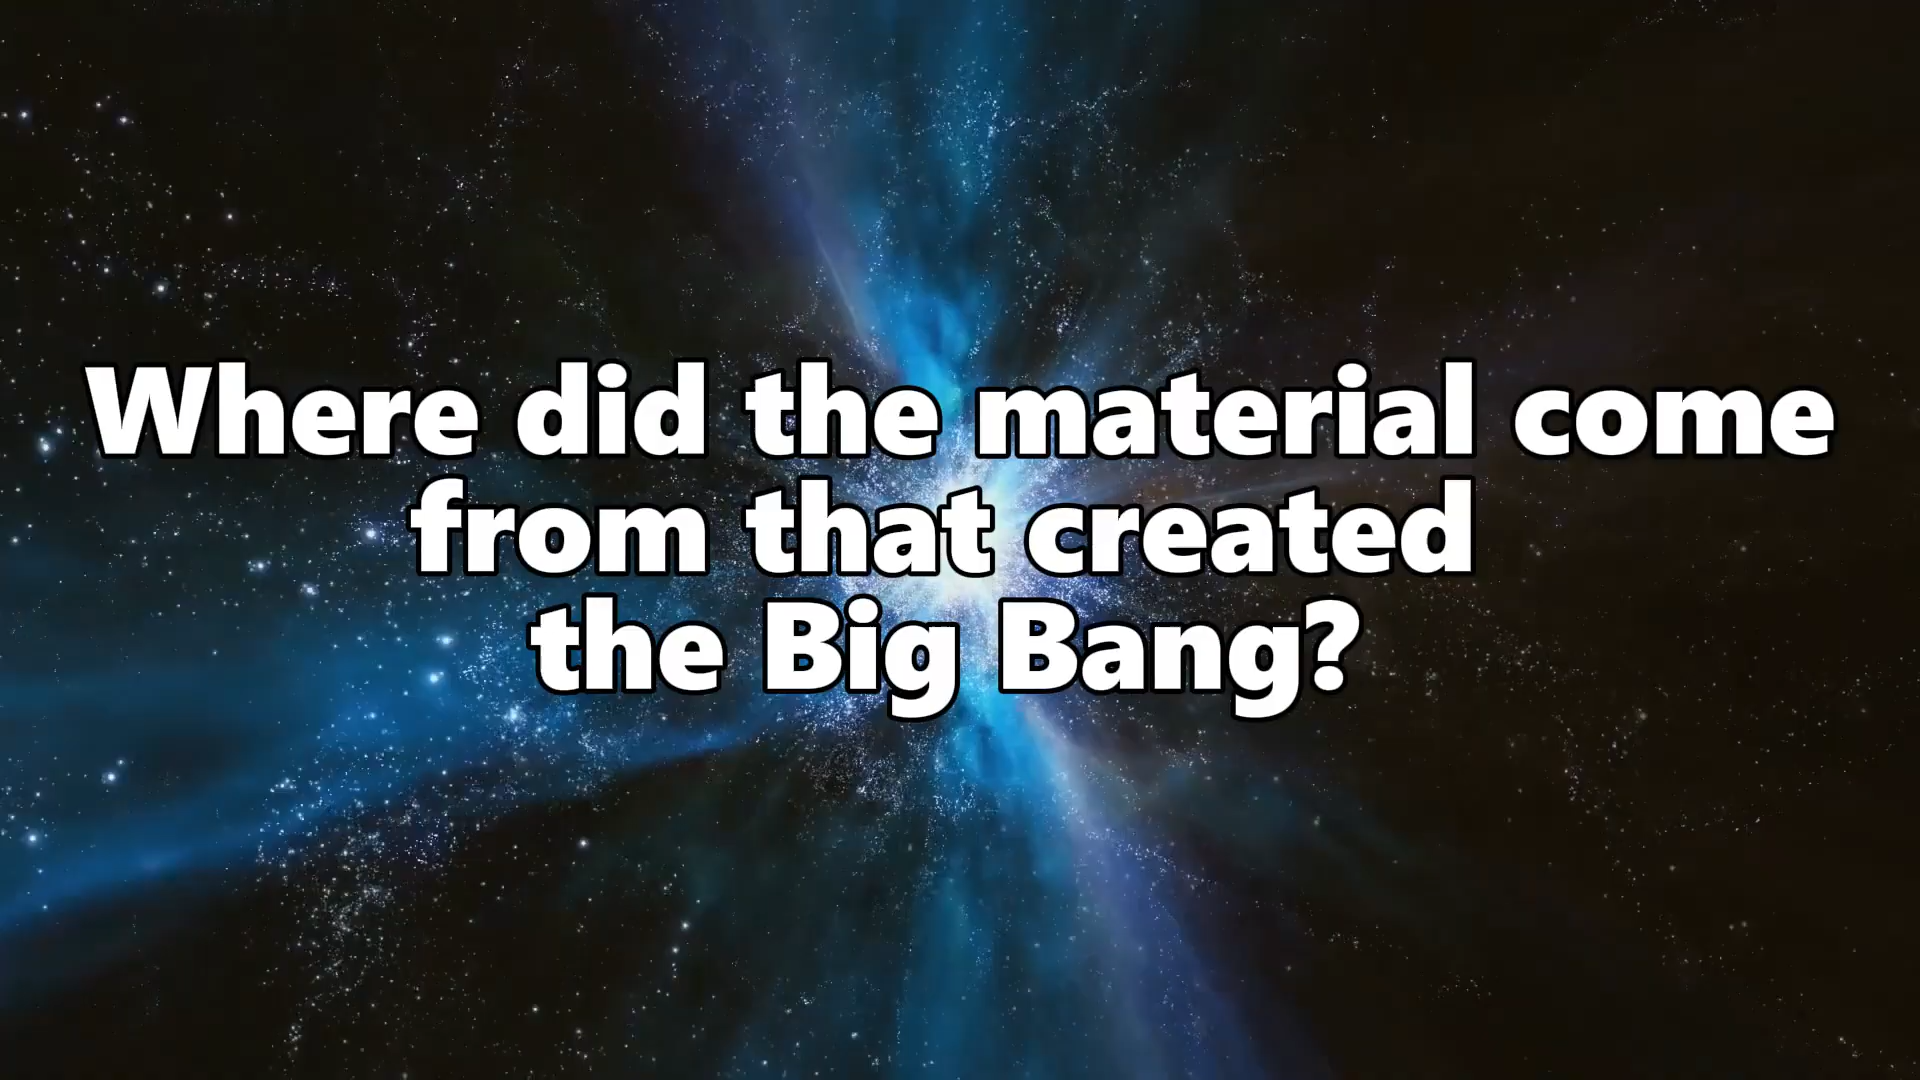 Where did the material come
from that created
the Big Bang?